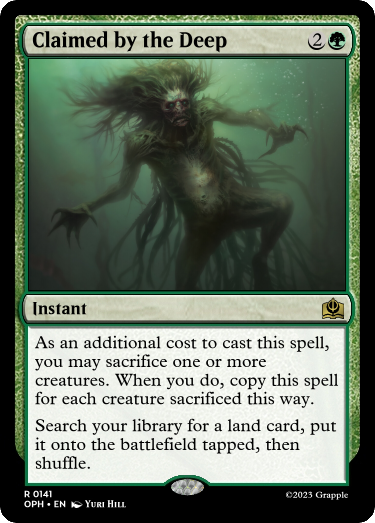 Claimed by the Deep 2
Instant
As an additional cost to cast this spell,
you may sacrifice one or more
creatures. When you do, copy this spell
for each creature sacrificed this way.
Search your library for a land card, put
it onto the battlefield tapped, then
shuffle.
R 0141
OPH • EN Yuri Hill
©2023 Grapple